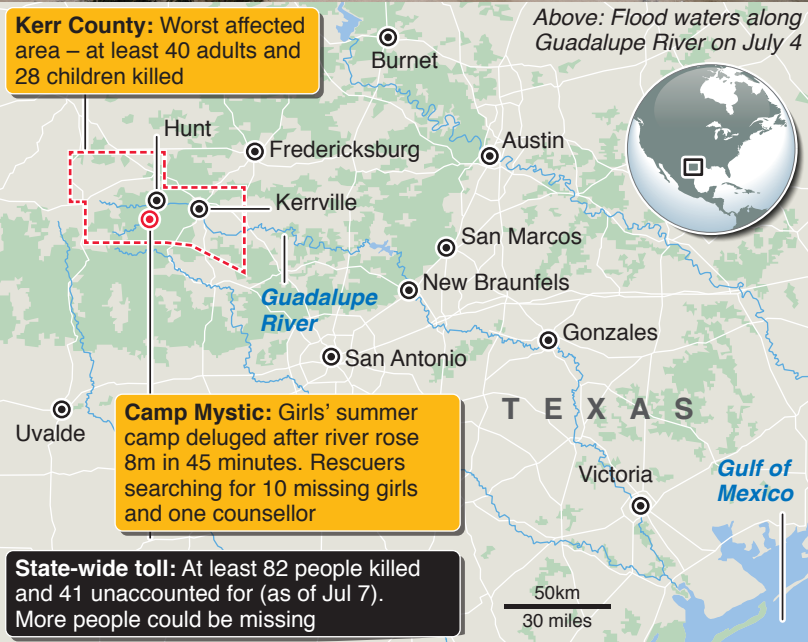 Kerr County: Worst affected
area – at least 40 adults and
28 children killed
Above: Flood waters along
Guadalupe River on July 4
Burnet
Hunt
Fredericksburg
Austin
Kerrville
San Marcos
Guadalupe
River
New Braunfels
Gonzales
San Antonio
TEXAS
Uvalde
Camp Mystic: Girls’ summer
camp deluged after river rose
8m in 45 minutes. Rescuers
searching for 10 missing girls
and one counsellor
Victoria
Gulf of
Mexico
State-wide toll: At least 82 people killed
and 41 unaccounted for (as of Jul 7).
More people could be missing
50km
30 miles